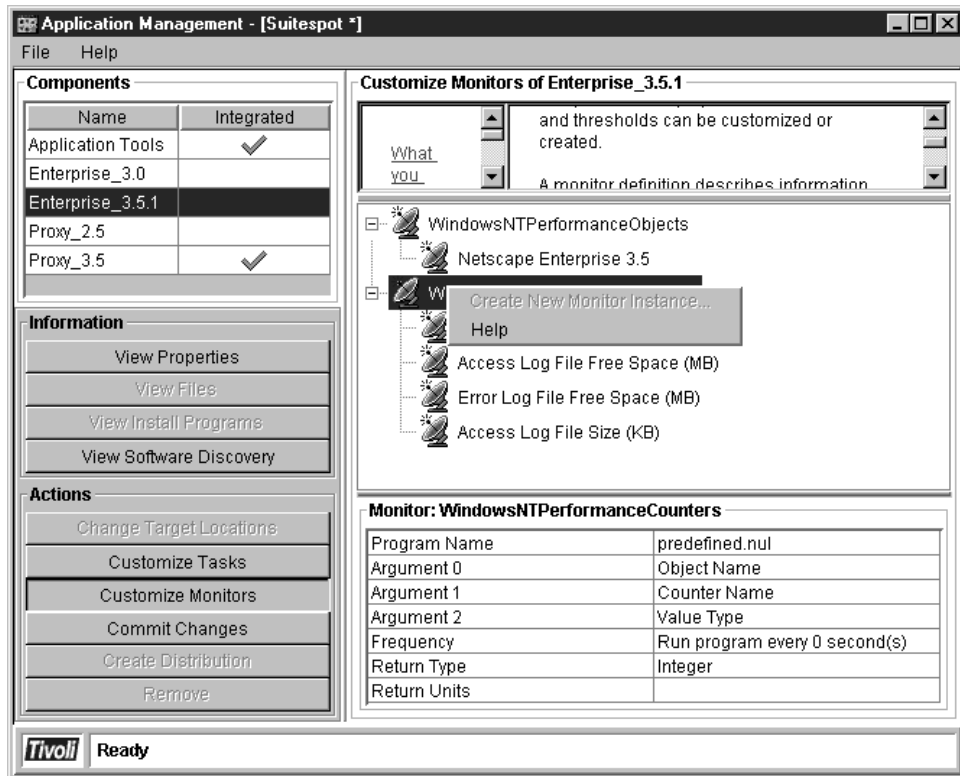 Application Management - [Suitespot *]
File Help
Components
Name Integrated
Application Tools
Enterprise_3.0
Enterprise_3.5.1
Proxy_2.5
Proxy_3.5
Information
View Properties
View Files
View Install Programs
View Software Discovery
Actions
Change Target Locations
Customize Tasks
Customize Monitors
Commit Changes
Create Distribution
Remove
Customize Monitors of Enterprise_3.5.1
What
you
and thresholds can be customized or
created.
A monitor definition describes information
WindowsNTPerformanceObjects
Netscape Enterprise 3.5
Create New Monitor Instance...
Help
Access Log File Free Space (MB)
Error Log File Free Space (MB)
Access Log File Size (KB)
Monitor: WindowsNTPerformanceCounters
Program Name predefined.nul
Argument 0 Object Name
Argument 1 Counter Name
Argument 2 Value Type
Frequency Run program every 0 second(s)
Return Type Integer
Return Units
Tivoli Ready